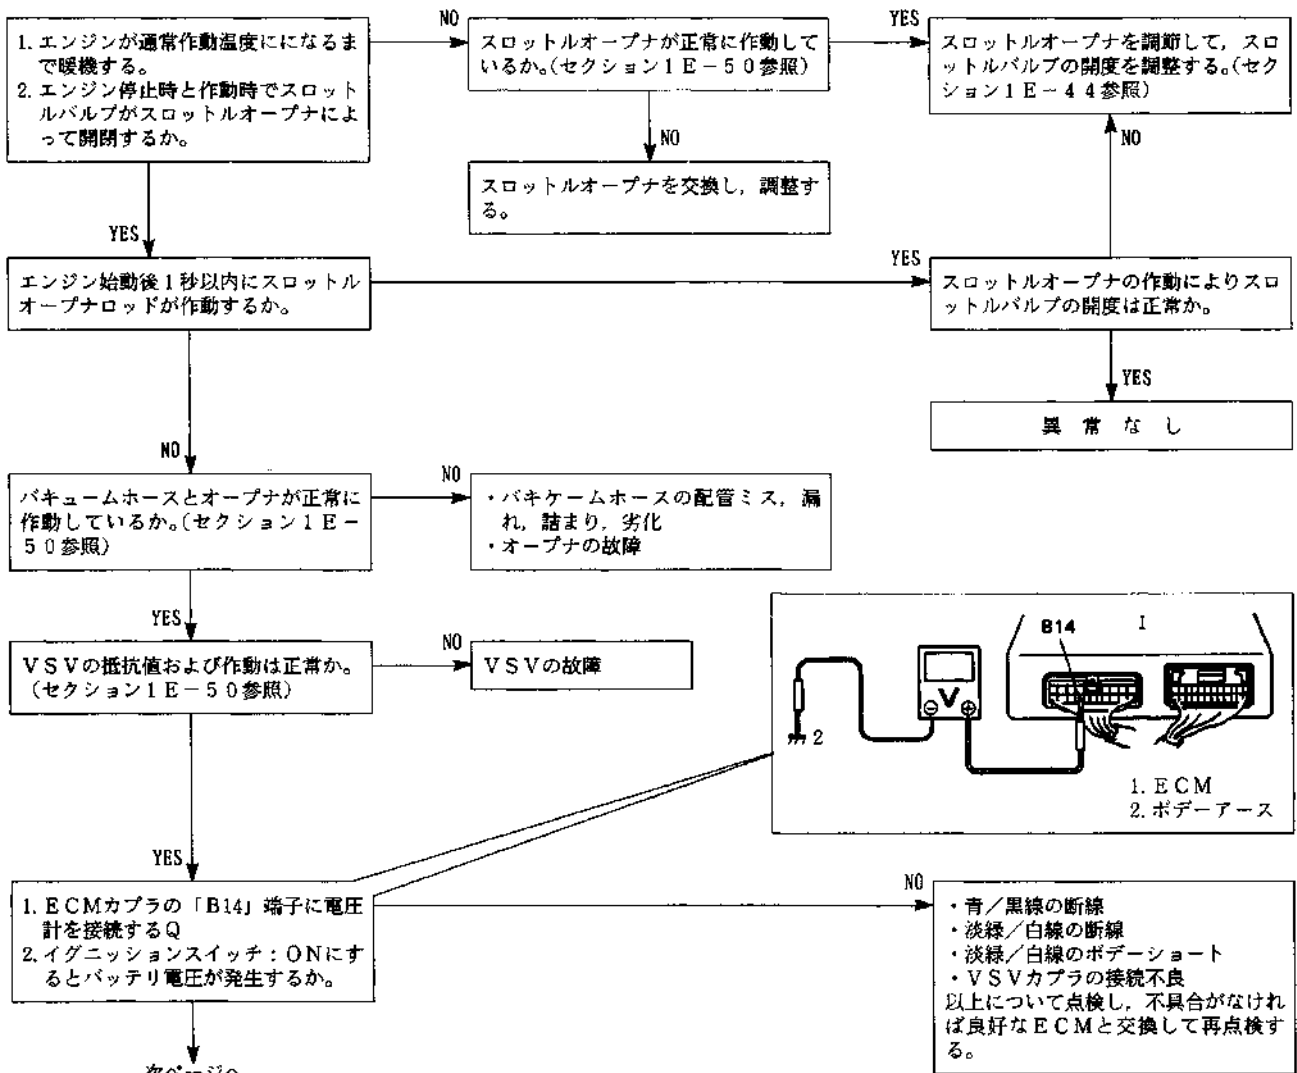 1. エンジンが通常作動温度にになるま
で暖機する。
2. エンジン停止時と作動時でスロット
ルバルブがスロットルオープナによ
って開閉するか。
NO
スロットルオープナが正常に作動して
いるか。(セクション1E-50参照)
YES
スロットルオープナを調節して,スロ
ットルバルブの開度を調整する。(セク
ション1E-44参照)
NO
スロットルオープナを交換し,調整す
る。
NO
YES
エンジン始動後1秒以内にスロットル
オープナロッドが作動するか。
YES
スロットルオープナの作動によりスロ
ットルバルブの開度は正常か。
YES
異常なし
NO
バキュームホースとオープナが正常に
作動しているか。(セクション1E-
50参照)
NO
・バキケームホースの配管ミス,漏
れ,詰まり,劣化
・オープナの故障
YES
VSVの抵抗値および作動は正常か。
(セクション1E-50参照)
NO
VSVの故障
B14
1
V
2
1. ECM
2. ボデーアース
YES
1. ECMカプラの「B14」端子に電圧
計を接続するQ
2. イグニッションスイッチ:ONにす
るとバッテリ電圧が発生するか。
NO
・青/黒線の断線
・淡緑/白線の断線
・淡緑/白線のボデーショート
・VSVカプラの接続不良
以上について点検し,不具合がなけれ
ば良好なECMと交換して再点検す
る。